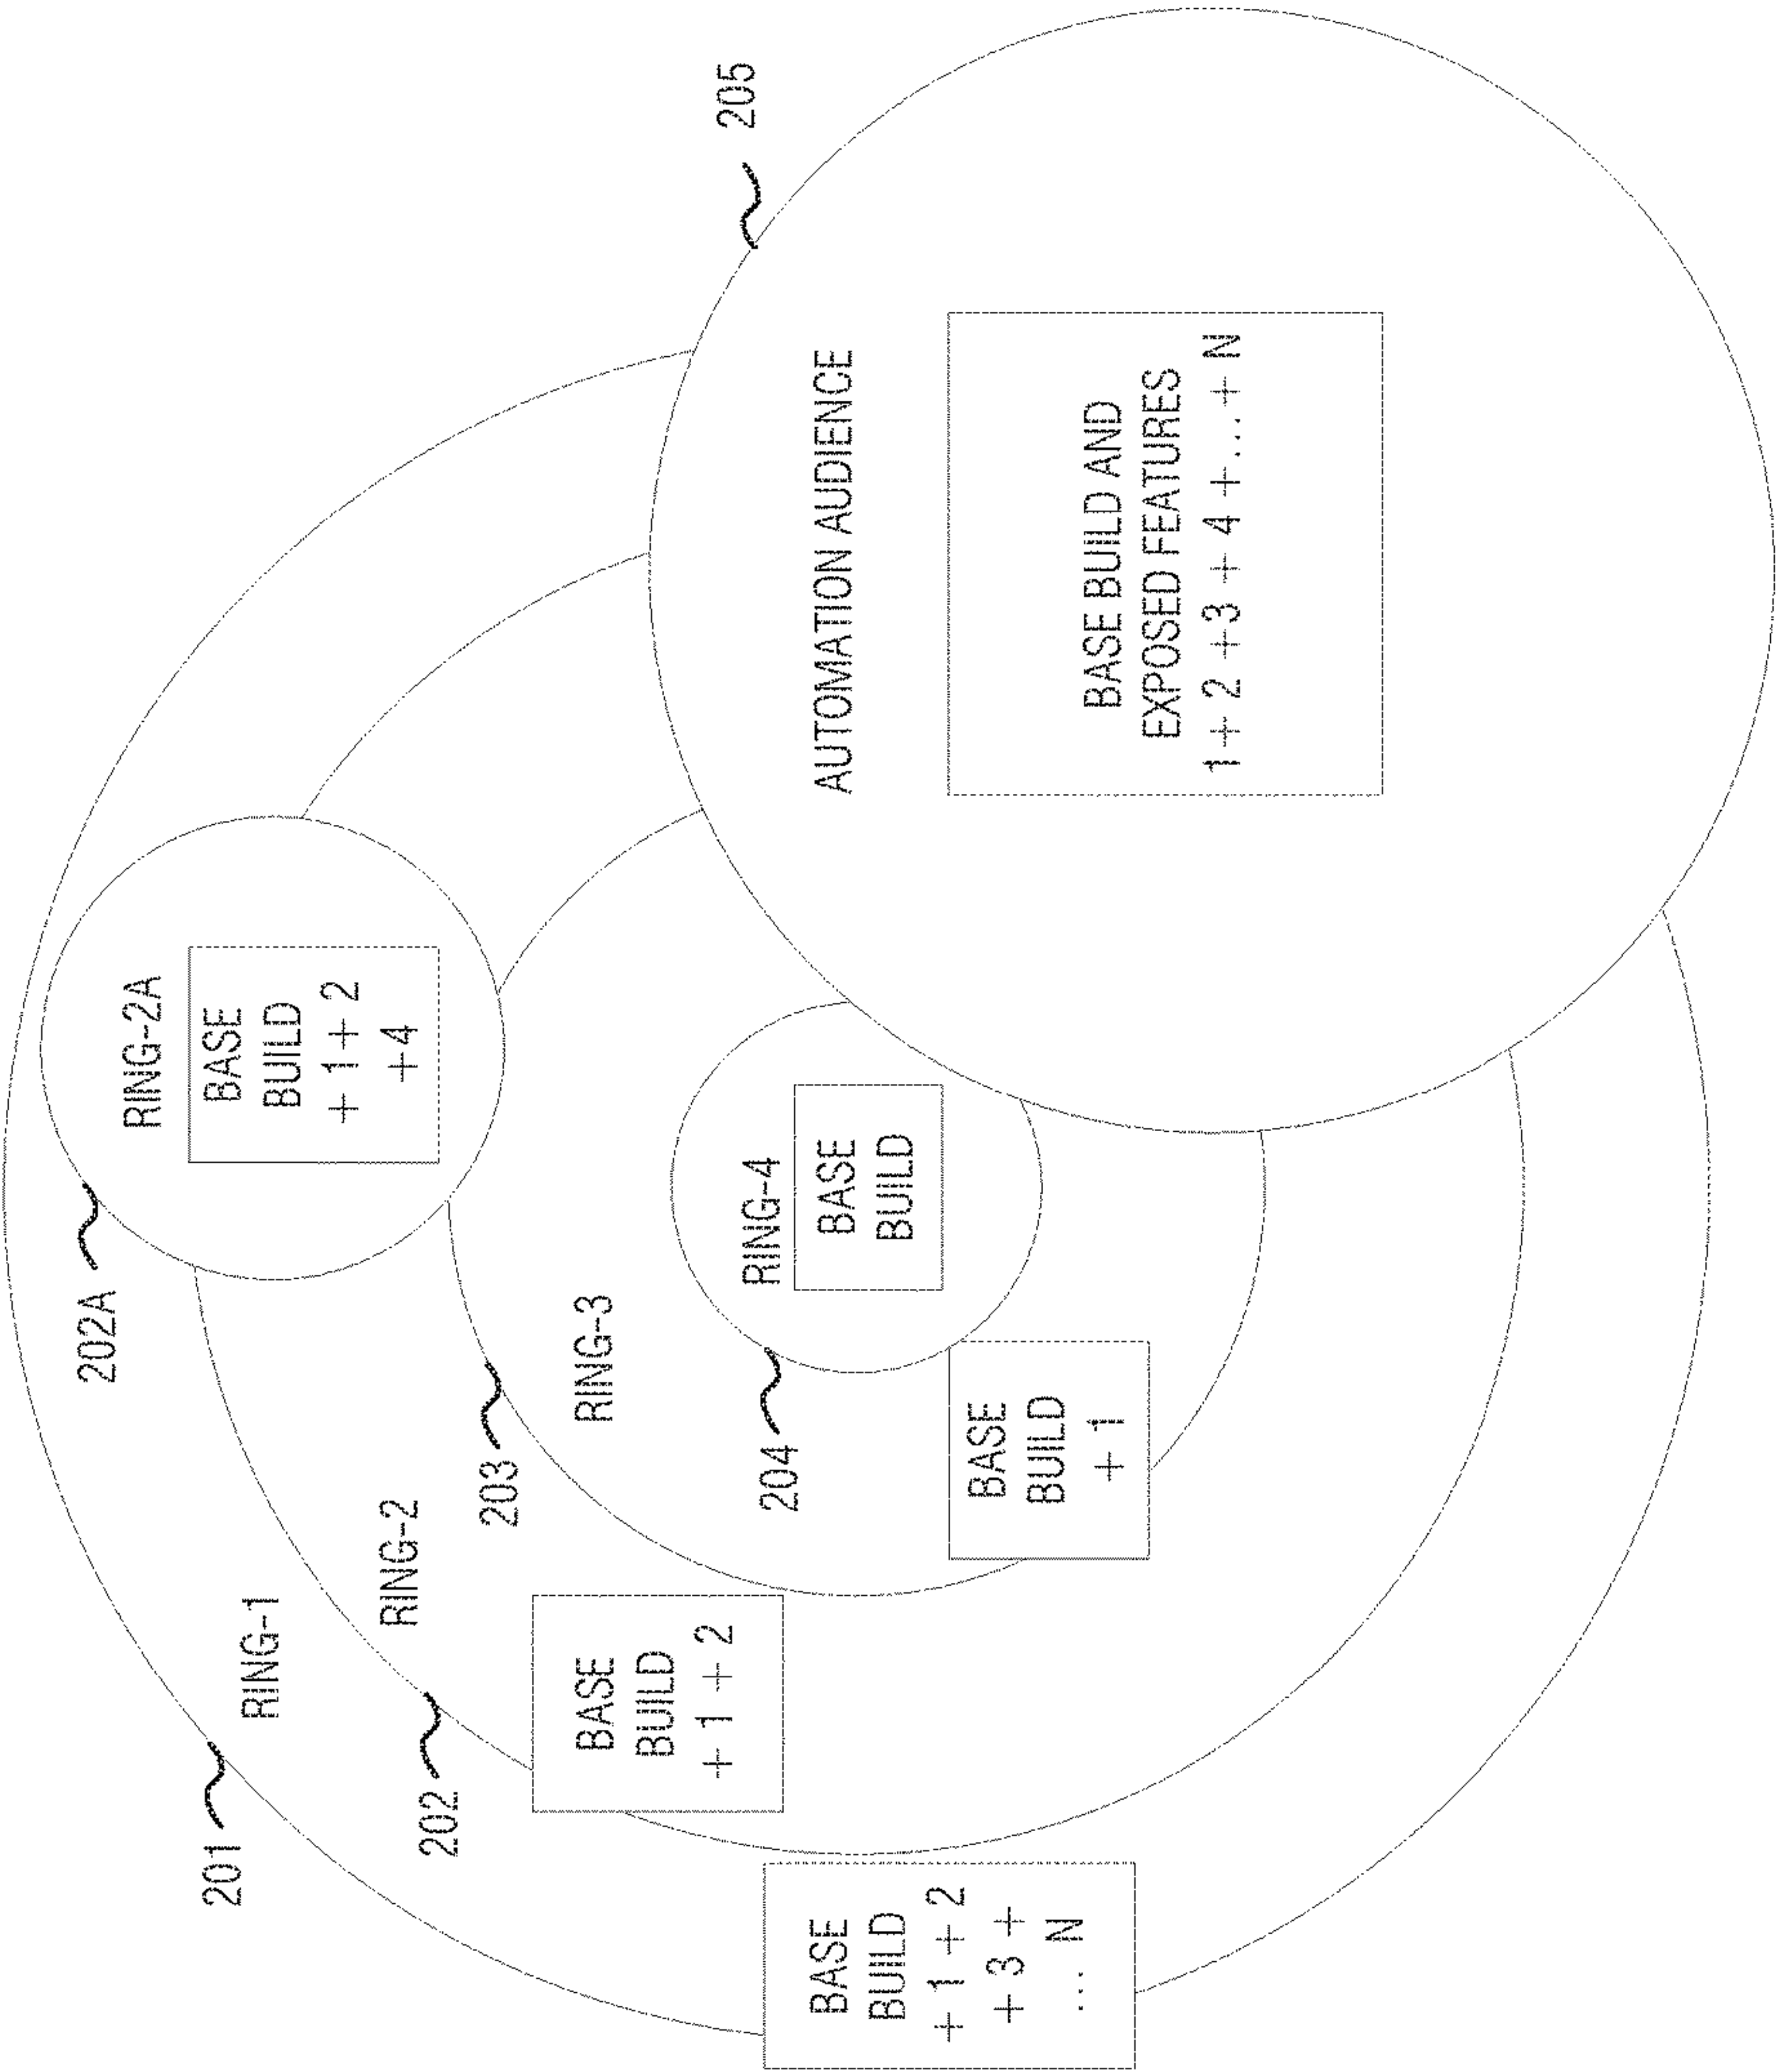 201
RING-1
BASE
BUILD
+ 1 + 2
+ 3 +
... N
202
RING-2
BASE
BUILD
+ 1 + 2
203
RING-3
BASE
BUILD
+ 1
204
RING-4
BASE
BUILD
202A
RING-2A
BASE
BUILD
+ 1 + 2
+4
205
AUTOMATION AUDIENCE
BASE BUILD AND
EXPOSED FEATURES
1+ 2 +3 + 4 +...+ N